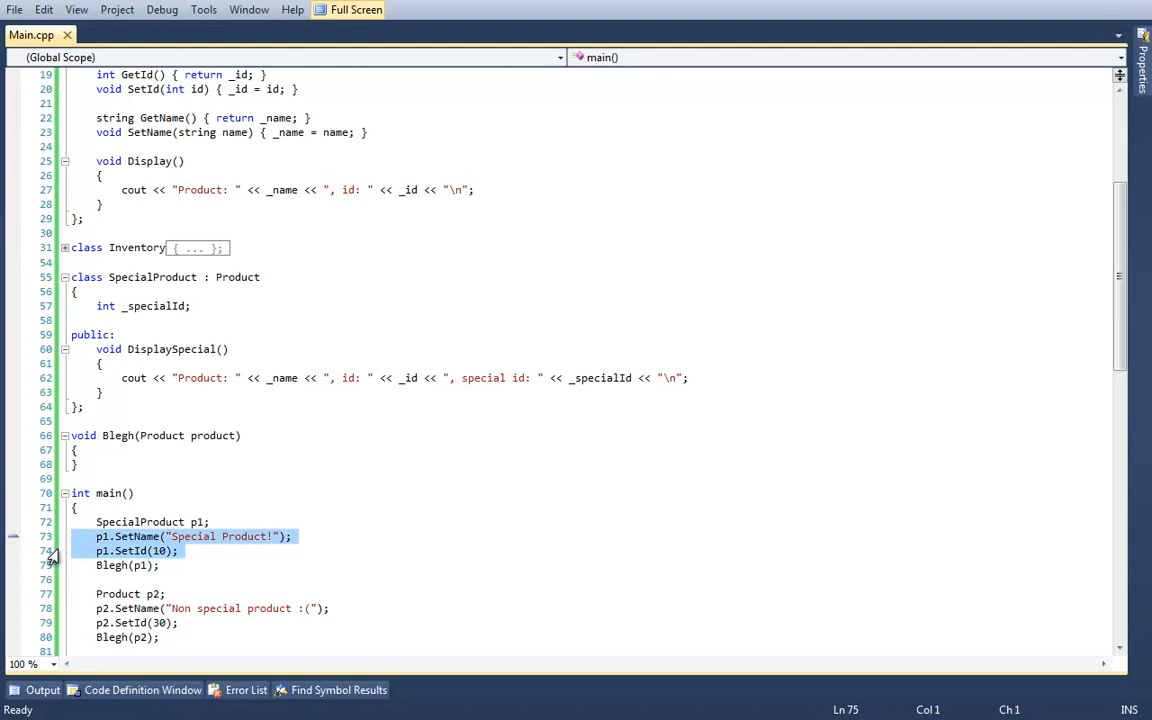 File Edit View Project Debug Tools Window Help Full Screen
Main.cpp
(Global Scope) main()
Properties
19 int GetId() { return _id; }
20 void SetId(int id) { _id = id; }
21
22 string GetName() { return _name; }
23 void SetName(string name) { _name = name; }
24
25 void Display()
26 {
27 cout << "Product: " << _name << ", id: " << _id << "\n";
28 }
29 };
30
31 class Inventory { ... };
54
55 class SpecialProduct : Product
56 {
57 int _specialId;
58
59 public:
60 void DisplaySpecial()
61 {
62 cout << "Product: " << _name << ", id: " << _id << ", special id: " << _specialId << "\n";
63 }
64 };
65
66 void Blegh(Product product)
67 {
68 }
69
70 int main()
71 {
72 SpecialProduct p1;
73 p1.SetName("Special Product!");
74 p1.SetId(10);
75 Blegh(p1);
76
77 Product p2;
78 p2.SetName("Non special product :(");
79 p2.SetId(30);
80 Blegh(p2);
81
100 %
Output Code Definition Window Error List Find Symbol Results
Ready Ln 75 Col 1 Ch 1 INS